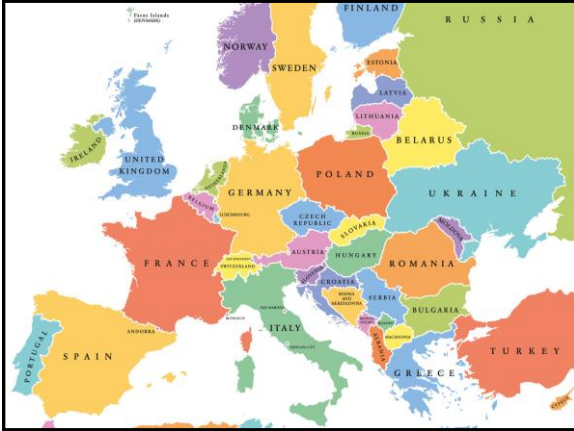 Faroe Islands
(DENMARK)
FINLAND
RUSSIA
NORWAY
SWEDEN
ESTONIA
LATVIA
LITHUANIA
RUSSIA
DENMARK
BELARUS
IRELAND
UNITED
KINGDOM
NETHERLANDS
BELGIUM
LUXEMBOURG
GERMANY
POLAND
UKRAINE
CZECH
REPUBLIC
SLOVAKIA
MOLDOVA
FRANCE
LIECHTENSTEIN
SWITZERLAND
AUSTRIA
HUNGARY
SLOVENIA
CROATIA
ROMANIA
BOSNIA
AND
HERZEGOVINA
SERBIA
SAN MARINO
MONACO
ITALY
VATICAN CITY
KOSOVO
BULGARIA
ANDORRA
PORTUGAL
SPAIN
ALBANIA
MACEDONIA
GREECE
TURKEY
CYPRUS